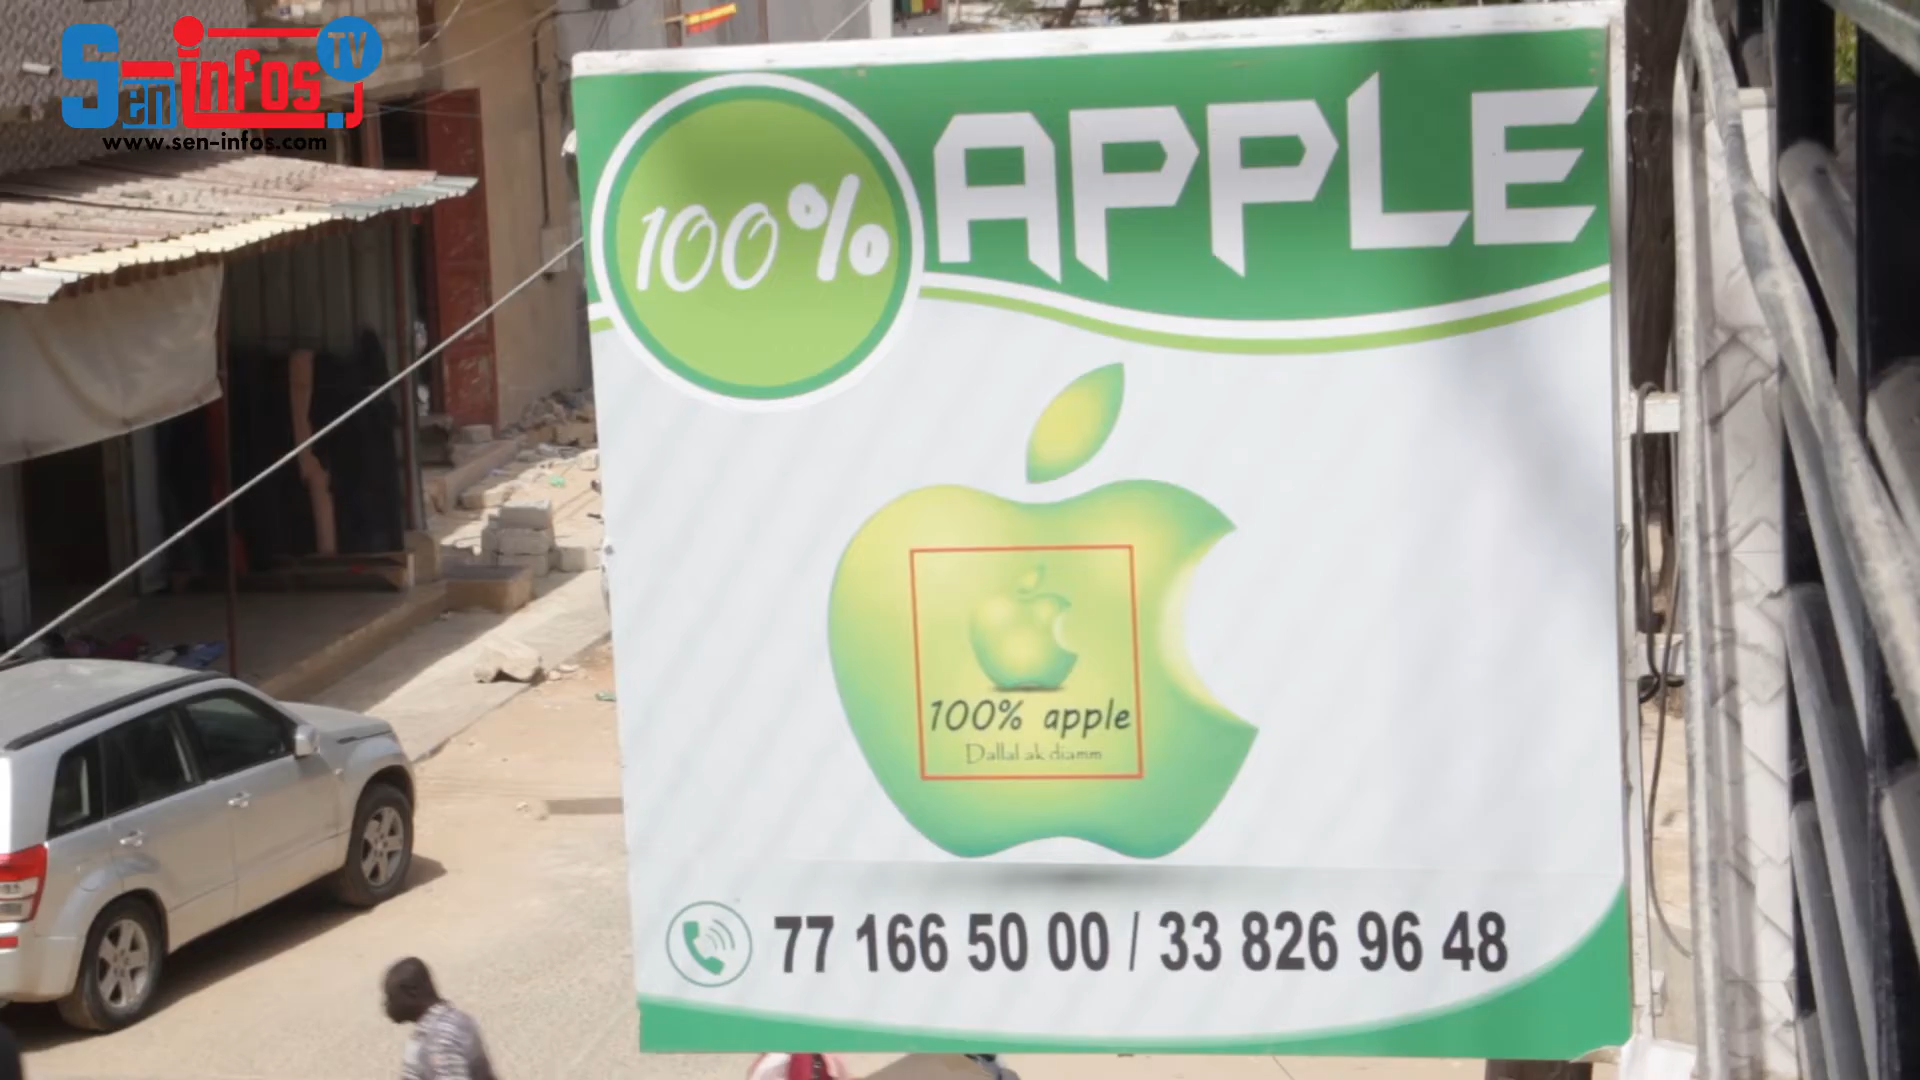 Sen infos TV
www.sen-infos.com
100% APPLE
100% apple
Dallal ak diamm
77 166 50 00 / 33 826 96 48